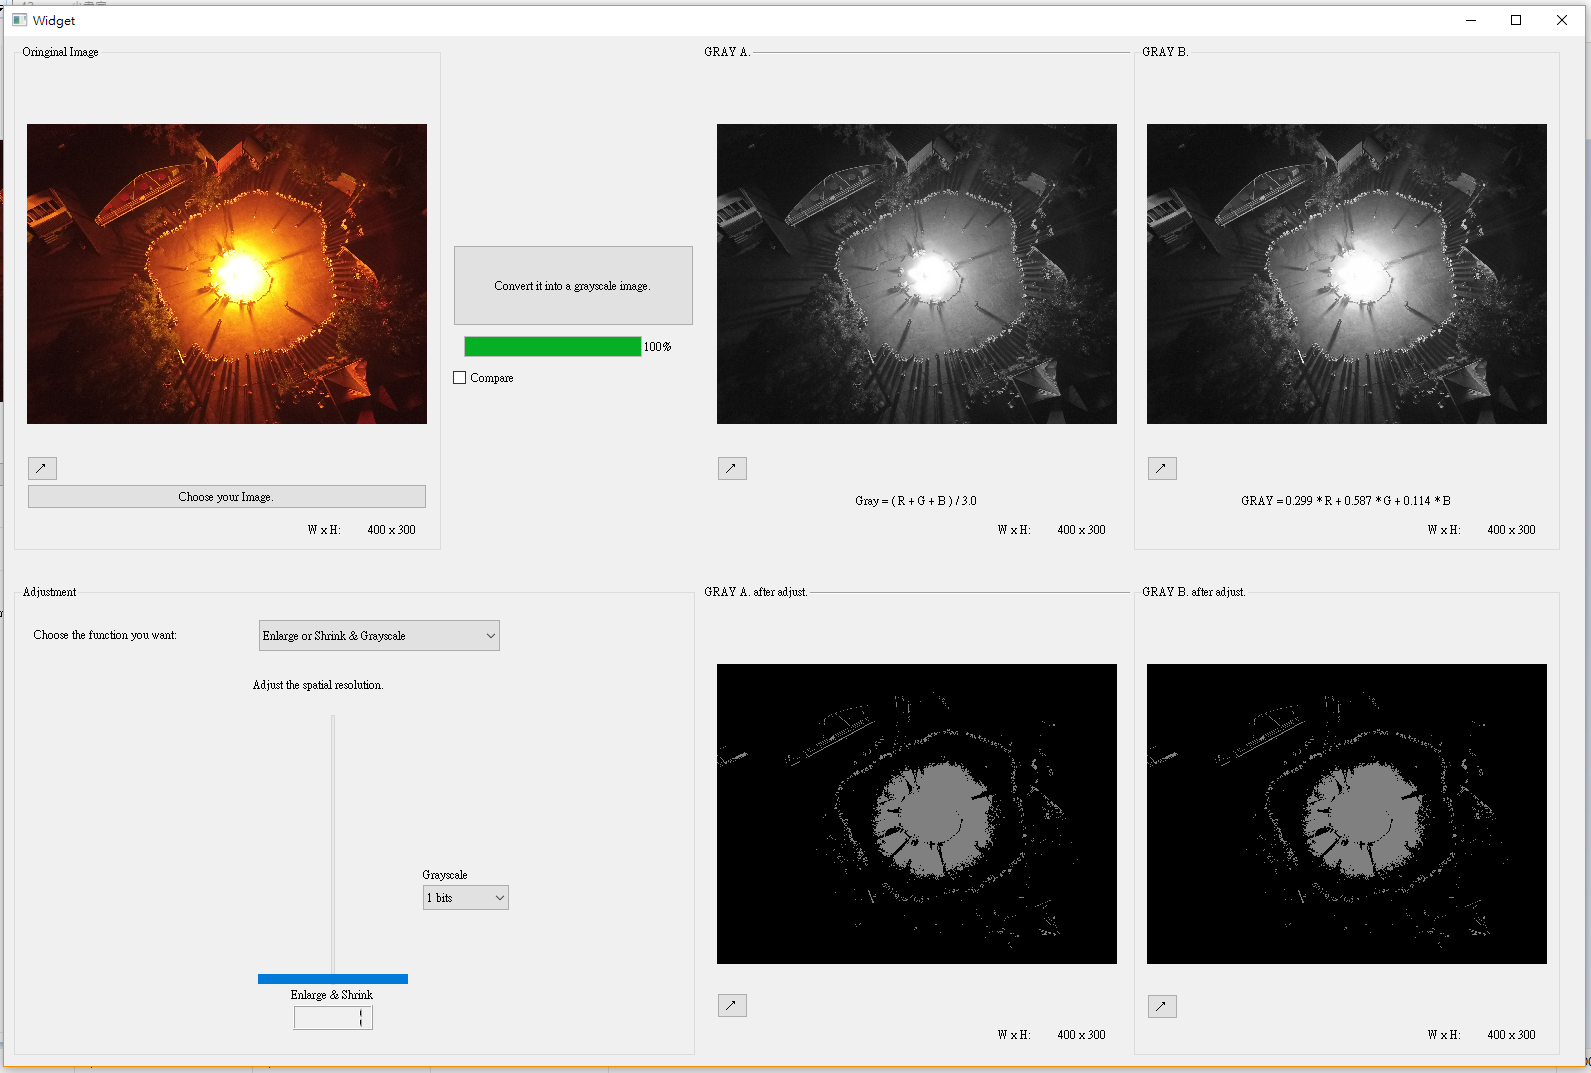 Widget
Oringinal Image
GRAY A.
GRAY B.
Convert it into a grayscale image.
100%
Compare
Choose your Image.
W x H: 400 x 300
Gray = ( R + G + B ) / 3.0
W x H: 400 x 300
GRAY = 0.299 * R + 0.587 * G + 0.114 * B
W x H: 400 x 300
Adjustment
Choose the function you want:
Enlarge or Shrink & Grayscale
Adjust the spatial resolution.
Grayscale
1 bits
Enlarge & Shrink
GRAY A. after adjust.
W x H: 400 x 300
GRAY B. after adjust.
W x H: 400 x 300